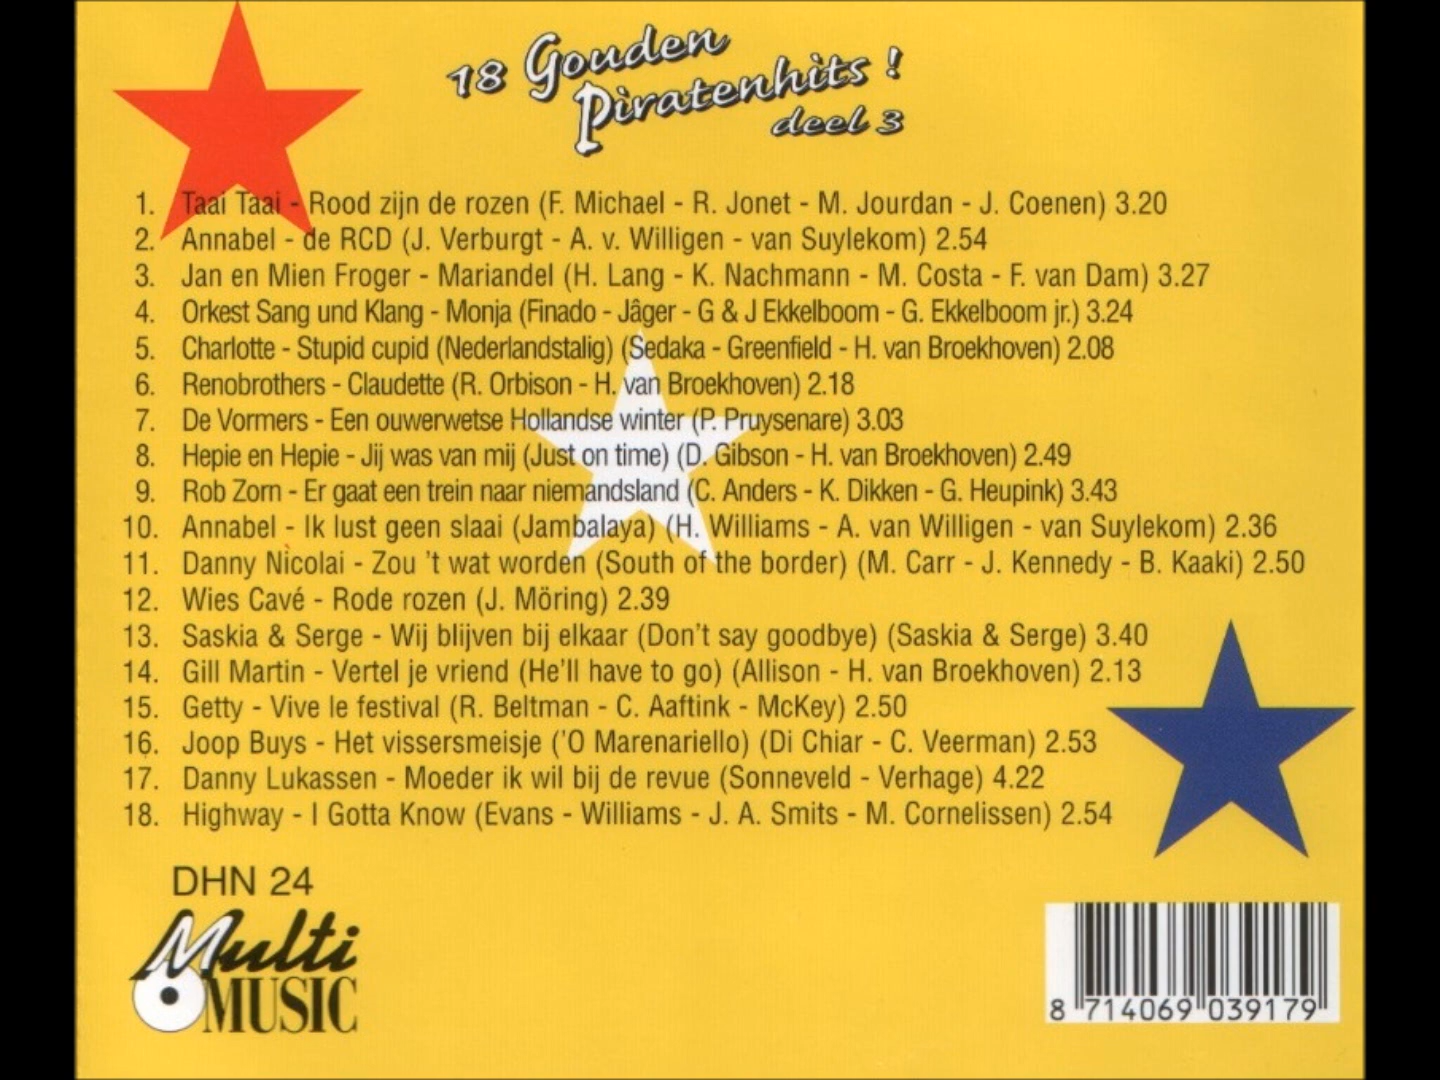 18 Gouden
Piratenhits !
deel 3
1. Taai Taai - Rood zijn de rozen (F. Michael - R. Jonet - M. Jourdan - J. Coenen) 3.20
2. Annabel - de RCD (J. Verburgt - A. v. Willigen - van Suylekom) 2.54
3. Jan en Mien Froger - Mariandel (H. Lang - K. Nachmann - M. Costa - F. van Dam) 3.27
4. Orkest Sang und Klang - Monja (Finado - Jâger - G & J Ekkelboom - G. Ekkelboom jr.) 3.24
5. Charlotte - Stupid cupid (Nederlandstalig) (Sedaka - Greenfield - H. van Broekhoven) 2.08
6. Renobrothers - Claudette (R. Orbison - H. van Broekhoven) 2.18
7. De Vormers - Een ouwerwetse Hollandse winter (P. Pruysenare) 3.03
8. Hepie en Hepie - Jij was van mij (Just on time) (D. Gibson - H. van Broekhoven) 2.49
9. Rob Zorn - Er gaat een trein naar niemandsland (C. Anders - K. Dikken - G. Heupink) 3.43
10. Annabel - Ik lust geen slaai (Jambalaya) (H. Williams - A. van Willigen - van Suylekom) 2.36
11. Danny Nicolai - Zou 't wat worden (South of the border) (M. Carr - J. Kennedy - B. Kaaki) 2.50
12. Wies Cavé - Rode rozen (J. Möring) 2.39
13. Saskia & Serge - Wij blijven bij elkaar (Don't say goodbye) (Saskia & Serge) 3.40
14. Gill Martin - Vertel je vriend (He'll have to go) (Allison - H. van Broekhoven) 2.13
15. Getty - Vive le festival (R. Beltman - C. Aaftink - McKey) 2.50
16. Joop Buys - Het vissersmeisje ('O Marenariello) (Di Chiar - C. Veerman) 2.53
17. Danny Lukassen - Moeder ik wil bij de revue (Sonneveld - Verhage) 4.22
18. Highway - I Gotta Know (Evans - Williams - J. A. Smits - M. Cornelissen) 2.54
DHN 24
Multi
MUSIC
8 714069 039179